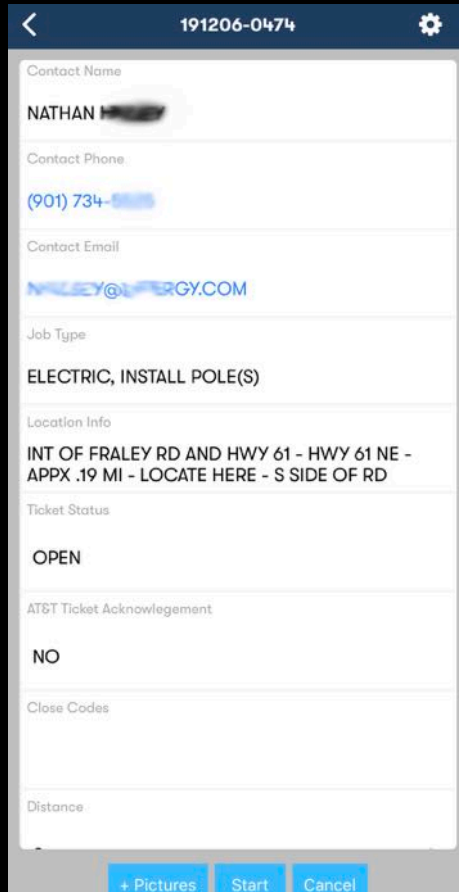 191206-0474
Contact Name
NATHAN
Contact Phone
(901) 734-
Contact Email
RGY.COM
Job Type
ELECTRIC, INSTALL POLE(S)
Location Info
INT OF FRALEY RD AND HWY 61 - HWY 61 NE -
APPX .19 MI - LOCATE HERE - S SIDE OF RD
Ticket Status
OPEN
AT&T Ticket Acknowlegement
NO
Close Codes
Distance
+ Pictures Start Cancel